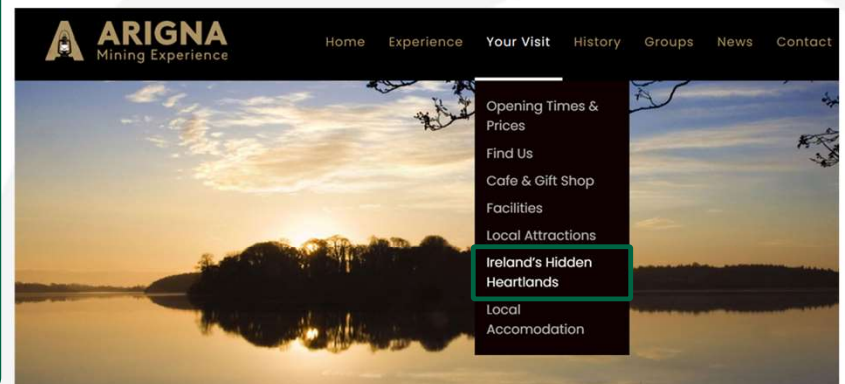 ARIGNA
Mining Experience
Home Experience Your Visit History Groups News Contact
Opening Times &
Prices
Find Us
Cafe & Gift Shop
Facilities
Local Attractions
Ireland's Hidden
Heartlands
Local
Accomodation